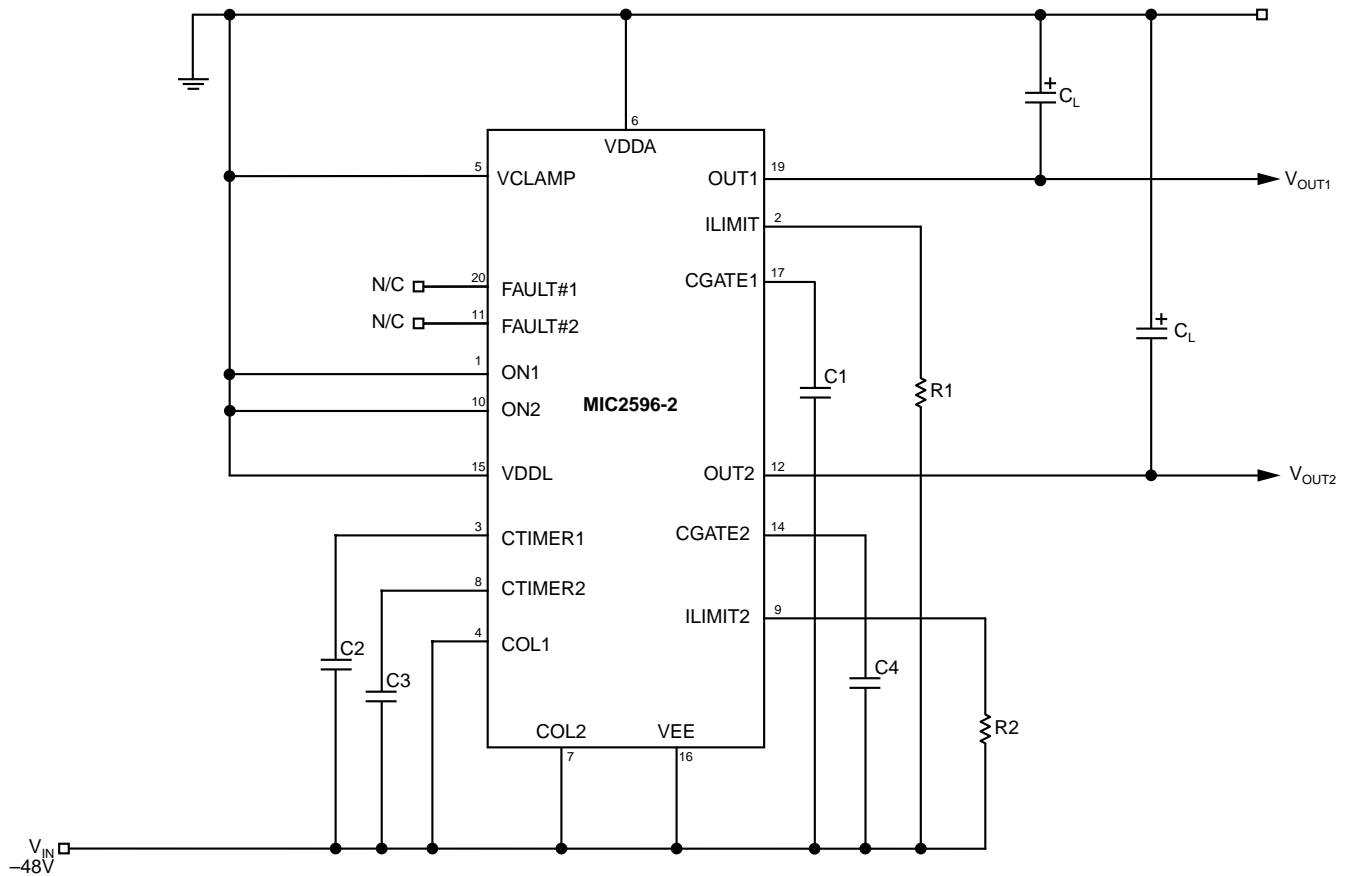 6
VDDA
+
C_L
5
VCLAMP
OUT1
19
V_OUT1
ILIMIT
2
N/C
20
FAULT#1
CGATE1
17
N/C
11
FAULT#2
+
C_L
1
ON1
C1
R1
10
ON2
MIC2596-2
15
VDDL
OUT2
12
V_OUT2
3
CTIMER1
CGATE2
14
8
CTIMER2
ILIMIT2
9
4
COL1
C2
C3
C4
R2
COL2
VEE
7
16
V_IN
–48V